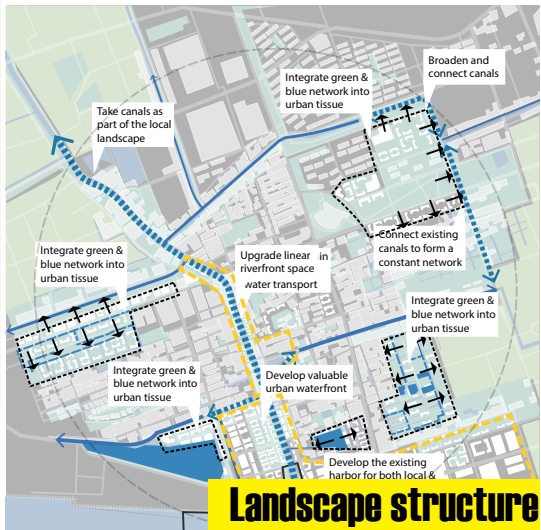 Broaden and
connect canals
Integrate green &
blue network into
urban tissue
Take canals as
part of the local
landscape
Connect existing
canals to form a
constant network
Integrate green &
blue network into
urban tissue
Upgrade linear in
riverfront space
water transport
Integrate green &
blue network into
urban tissue
Integrate green &
blue network into
urban tissue
Develop valuable
urban waterfront
Develop the existing
harbor for both local &
Landscape structure